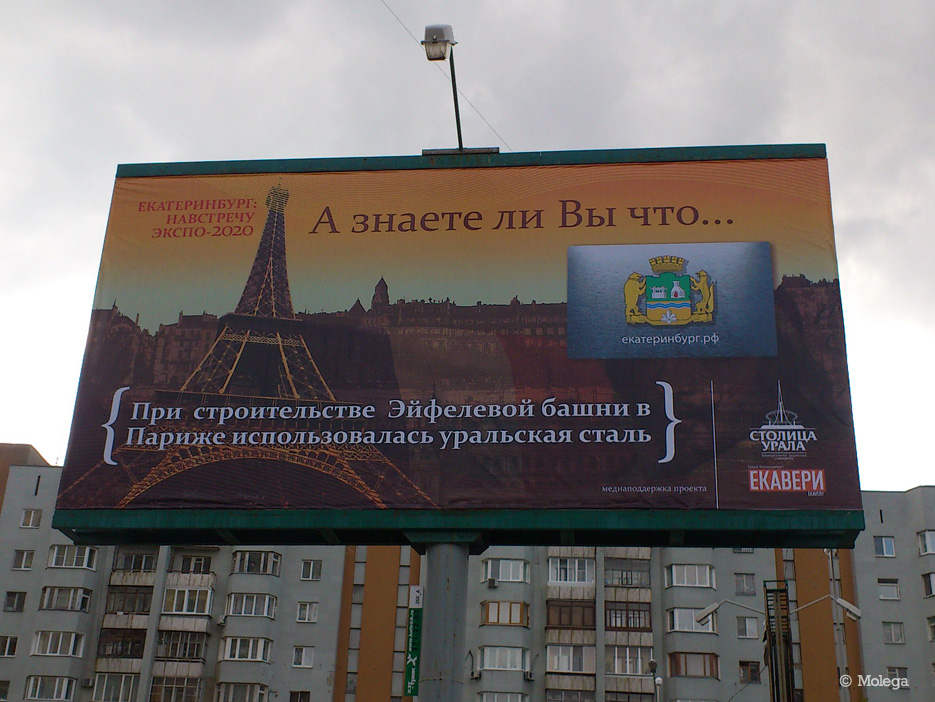 ЕКАТЕРИНБУРГ:
НАВСТРЕЧУ
ЭКСПО-2020
А знаете ли Вы что...
екатеринбург.рф
{ При строительстве Эйфелевой башни в
Париже использовалась уральская сталь }
СТОЛИЦА
УРАЛА
медиаподдержка проекта
ЕКАВЕРИ
© Molega